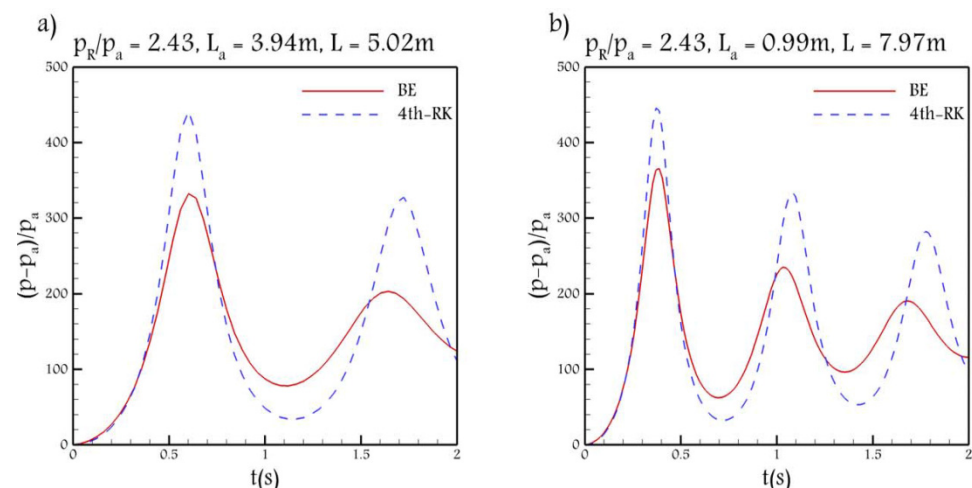 a)
p_R/p_a = 2.43, L_a = 3.94m, L = 5.02m
500
400
300
200
100
0
(p-p_a)/p_a
BE
4th-RK
0
0.5
1
1.5
2
t(s)
b)
p_R/p_a = 2.43, L_a = 0.99m, L = 7.97m
500
400
300
200
100
0
(p-p_a)/p_a
BE
4th-RK
0
0.5
1
1.5
2
t(s)